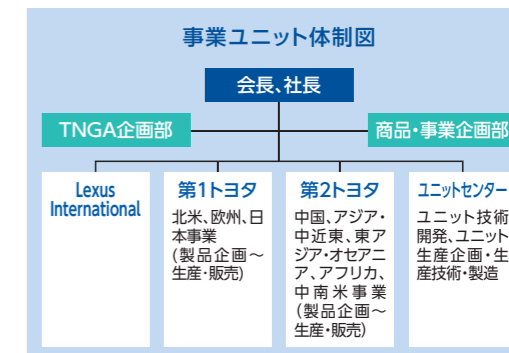 事業ユニット体制図
会長、社長
TNGA企画部
商品・事業企画部
Lexus
International
第1トヨタ
北米、欧州、日
本事業
(製品企画〜
生産・販売)
第2トヨタ
中国、アジア・
中近東、東ア
ジア・オセアニ
ア、アフリカ、
中南米事業
(製品企画〜
生産・販売)
ユニットセンター
ユニット技術
開発、ユニット
生産企画・生
産技術・製造